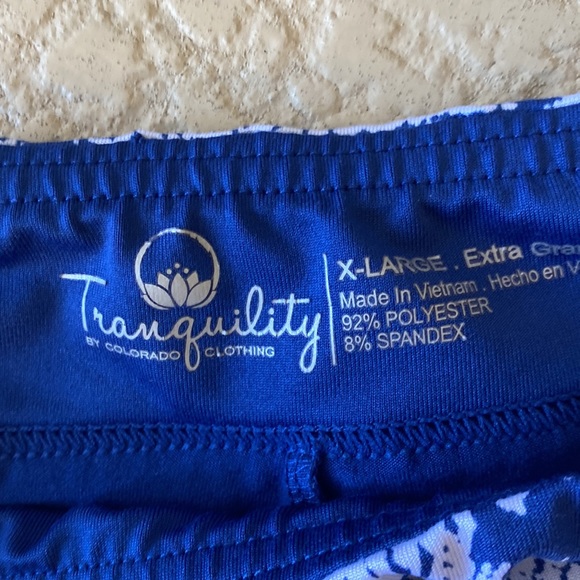 Tranquility
BY COLORADO CLOTHING
X-LARGE . Extra
Made In Vietnam . Hecho en
92% POLYESTER
8% SPANDEX